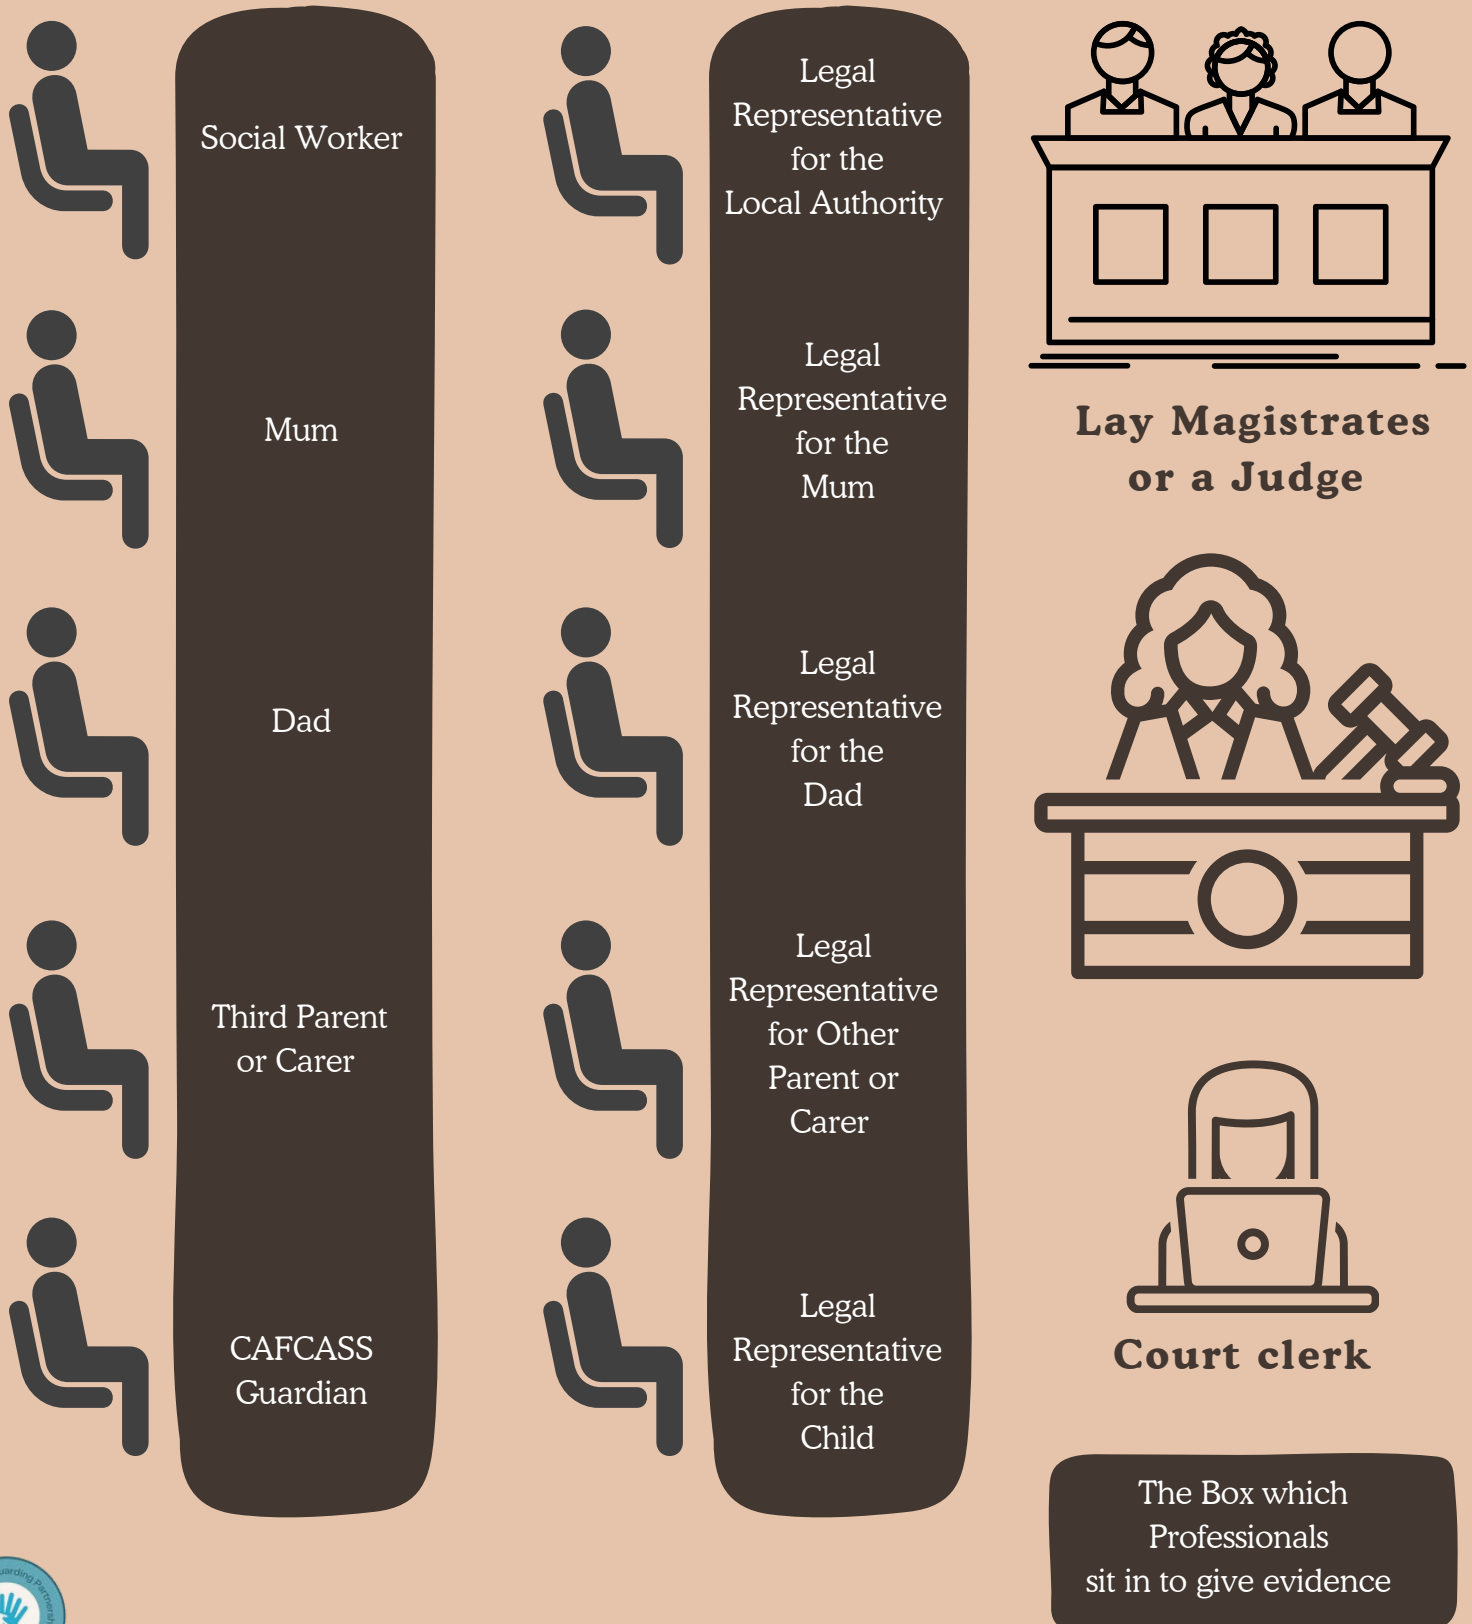 Social Worker
Mum
Dad
Third Parent
or Carer
CAFCASS
Guardian
Legal
Representative
for the
Local Authority
Legal
Representative
for the
Mum
Legal
Representative
for the
Dad
Legal
Representative
for Other
Parent or
Carer
Legal
Representative
for the
Child
Lay Magistrates
or a Judge
Court clerk
The Box which
Professionals
sit in to give evidence